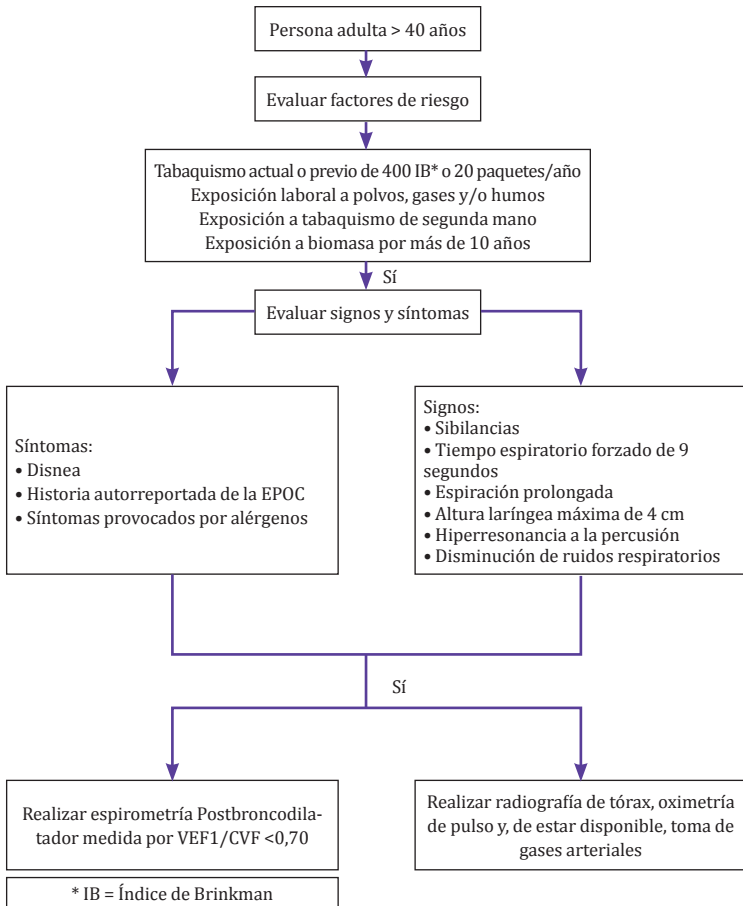 Persona adulta > 40 años
Evaluar factores de riesgo
Tabaquismo actual o previo de 400 IB* o 20 paquetes/año
Exposición laboral a polvos, gases y/o humos
Exposición a tabaquismo de segunda mano
Exposición a biomasa por más de 10 años
Sí
Evaluar signos y síntomas
Síntomas:
• Disnea
• Historia autorreportada de la EPOC
• Síntomas provocados por alérgenos
Signos:
• Sibilancias
• Tiempo espiratorio forzado de 9
segundos
• Espiración prolongada
• Altura laríngea máxima de 4 cm
• Hiperresonancia a la percusión
• Disminución de ruidos respiratorios
Sí
Realizar espirometría Postbroncodila-
tador medida por VEF1/CVF <0,70
Realizar radiografía de tórax, oximetría
de pulso y, de estar disponible, toma de
gases arteriales
* IB = Índice de Brinkman